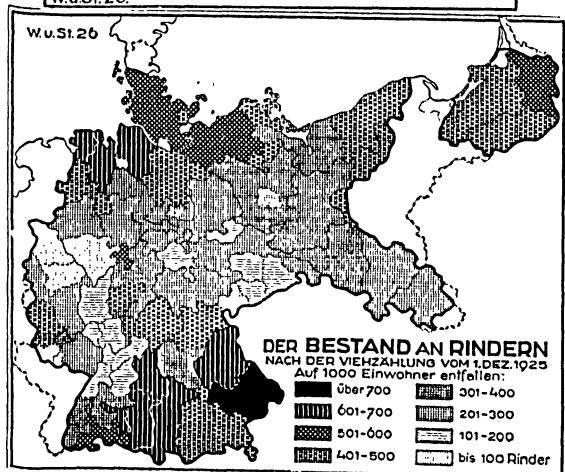 W.u.St.26.
W.u.St.26
DER BESTAND AN RINDERN
NACH DER VIEHZÄHLUNG VOM 1. DEZ. 1925
Auf 1000 Einwohner entfallen:
über 700
601-700
501-600
401-500
301-400
201-300
101-200
bis 100 Rinder